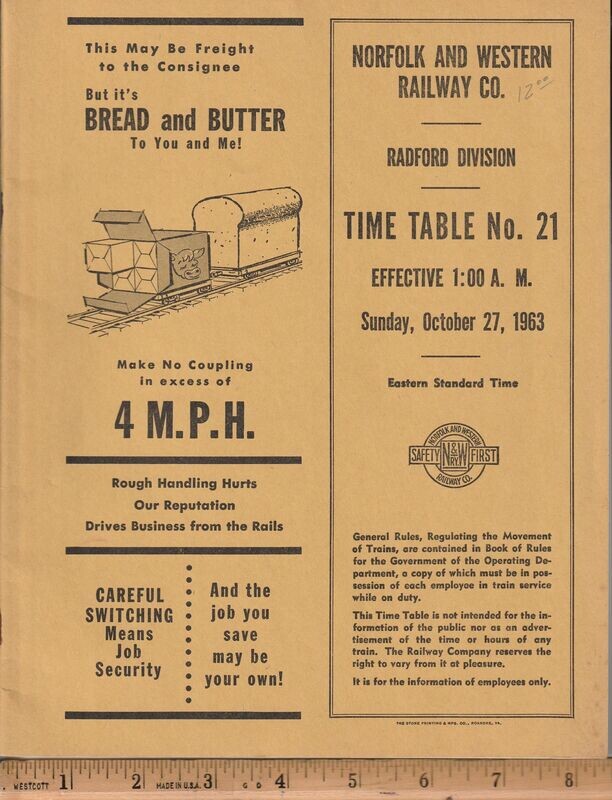 This May Be Freight
to the Consignee
But it's
BREAD and BUTTER
To You and Me!
Make No Coupling
in excess of
4 M.P.H.
Rough Handling Hurts
Our Reputation
Drives Business from the Rails
CAREFUL
SWITCHING
Means
Job
Security
And the
job you
save
may be
your own!
NORFOLK AND WESTERN
RAILWAY CO.
12.00
RADFORD DIVISION
TIME TABLE No. 21
EFFECTIVE 1:00 A. M.
Sunday, October 27, 1963
Eastern Standard Time
NORFOLK AND WESTERN
SAFETY N&W RY. FIRST
RAILWAY CO.
General Rules, Regulating the Movement
of Trains, are contained in Book of Rules
for the Government of the Operating De-
partment, a copy of which must be in pos-
session of each employee in train service
while on duty.
This Time Table is not intended for the in-
formation of the public nor as an adver-
tisement of the time or hours of any
train. The Railway Company reserves the
right to vary from it at pleasure.
It is for the information of employees only.
THE STONE PRINTING & MFG. CO., ROANOKE, VA.
WESTCOTT 1 2 MADE IN U.S.A. 3 4 5 6 7 8